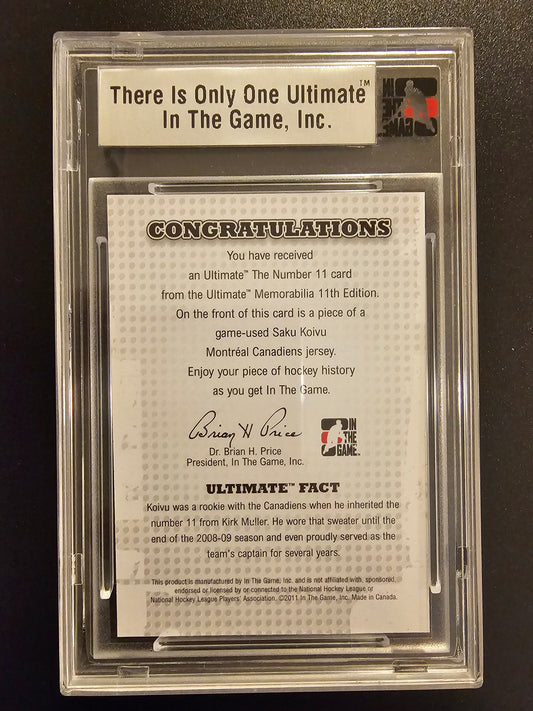 There Is Only One Ultimate™
In The Game, Inc.
IN
THE
GAME
CONGRATULATIONS
You have received
an Ultimate™ The Number 11 card
from the Ultimate™ Memorabilia 11th Edition.
On the front of this card is a piece of a
game-used Saku Koivu
Montréal Canadiens jersey.
Enjoy your piece of hockey history
as you get In The Game.
Brian H Price
Dr. Brian H. Price
President, In The Game, Inc.
IN
THE
GAME
ULTIMATE™ FACT
Koivu was a rookie with the Canadiens when he inherited the
number 11 from Kirk Muller. He wore that sweater until the
end of the 2008-09 season and even proudly served as the
team's captain for several years.
This product is manufactured by In The Game, Inc. and is not affiliated with, sponsored,
endorsed or licensed by or connected to the National Hockey League or
National Hockey League Players' Association. ©2011 In The Game, Inc. Made in Canada.